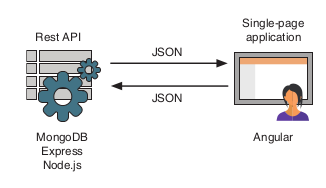 Rest API
Single-page
application
JSON
JSON
MongoDB
Express
Node.js
Angular